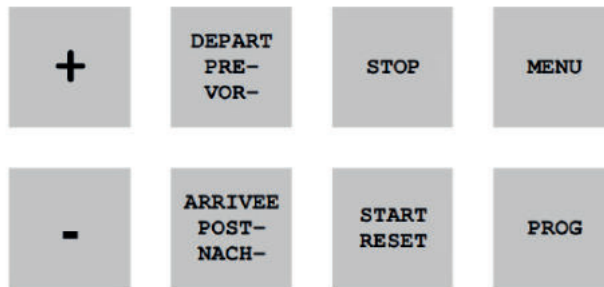 +
DEPART
PRE-
VOR-
STOP
MENU
-
ARRIVEE
POST-
NACH-
START
RESET
PROG